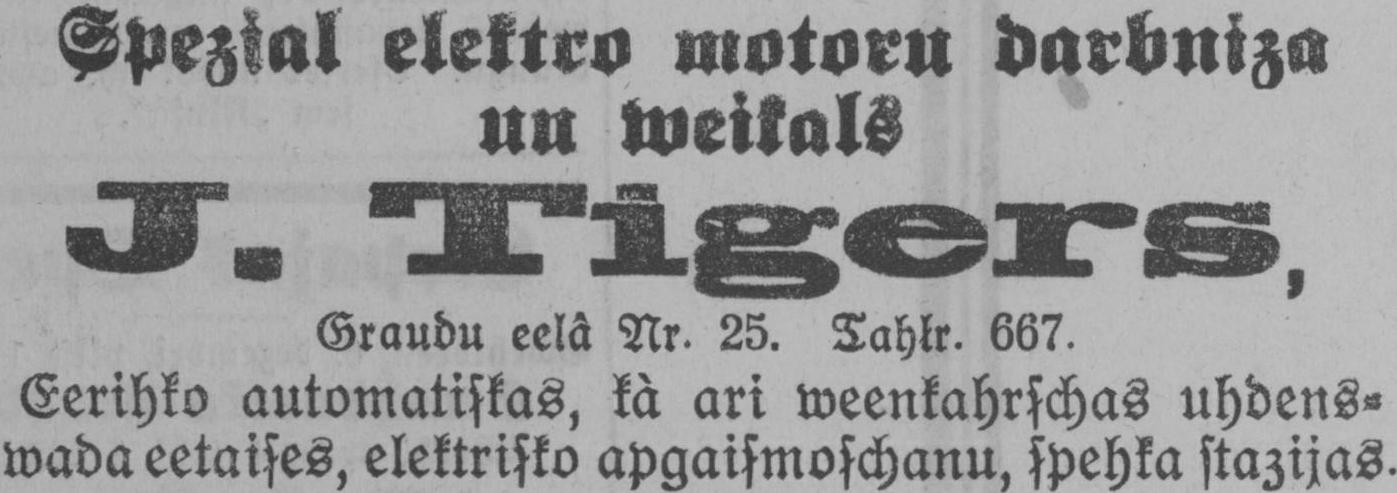 Spezial elektro motoru darbniza
un weikals
J. Tigers,
Graudu eelâ Nr. 25. Tahlr. 667.
Eerihko automatiſkas, kà ari weenkahrſchas uhdens-
wada eetaiſes, elektriſko apgaiſmoſchanu, ſpehka ſtazijas.